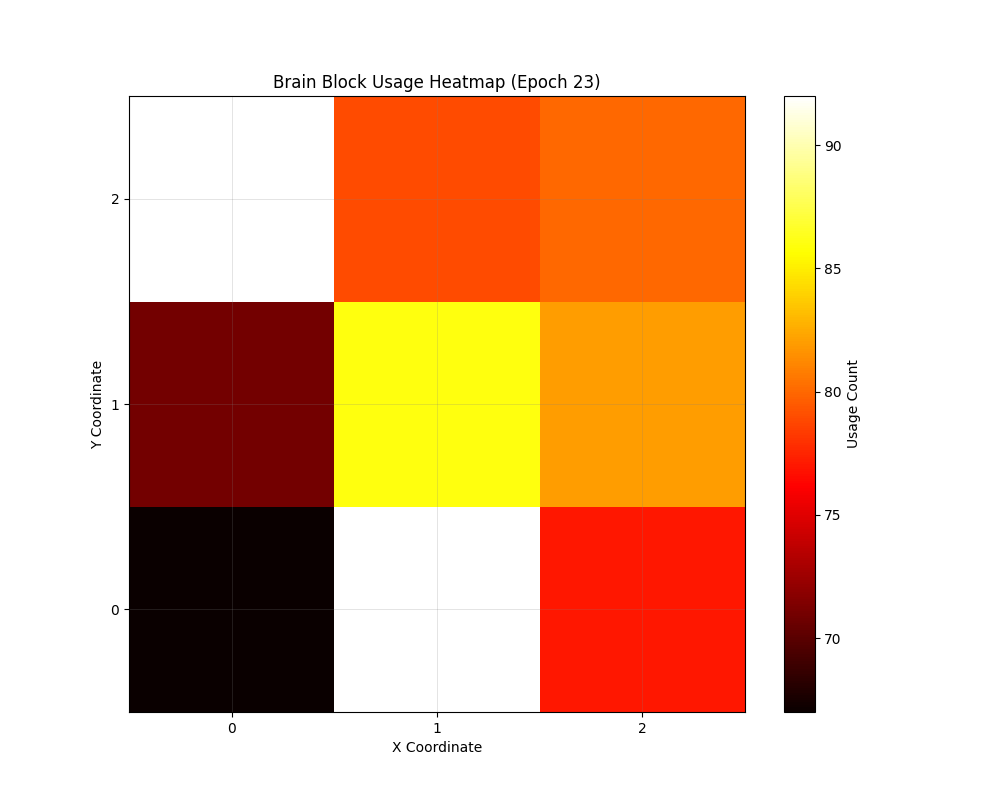 Brain Block Usage Heatmap (Epoch 23)
2
1
0
Y Coordinate
0 1 2
X Coordinate
90
85
80
75
70
Usage Count